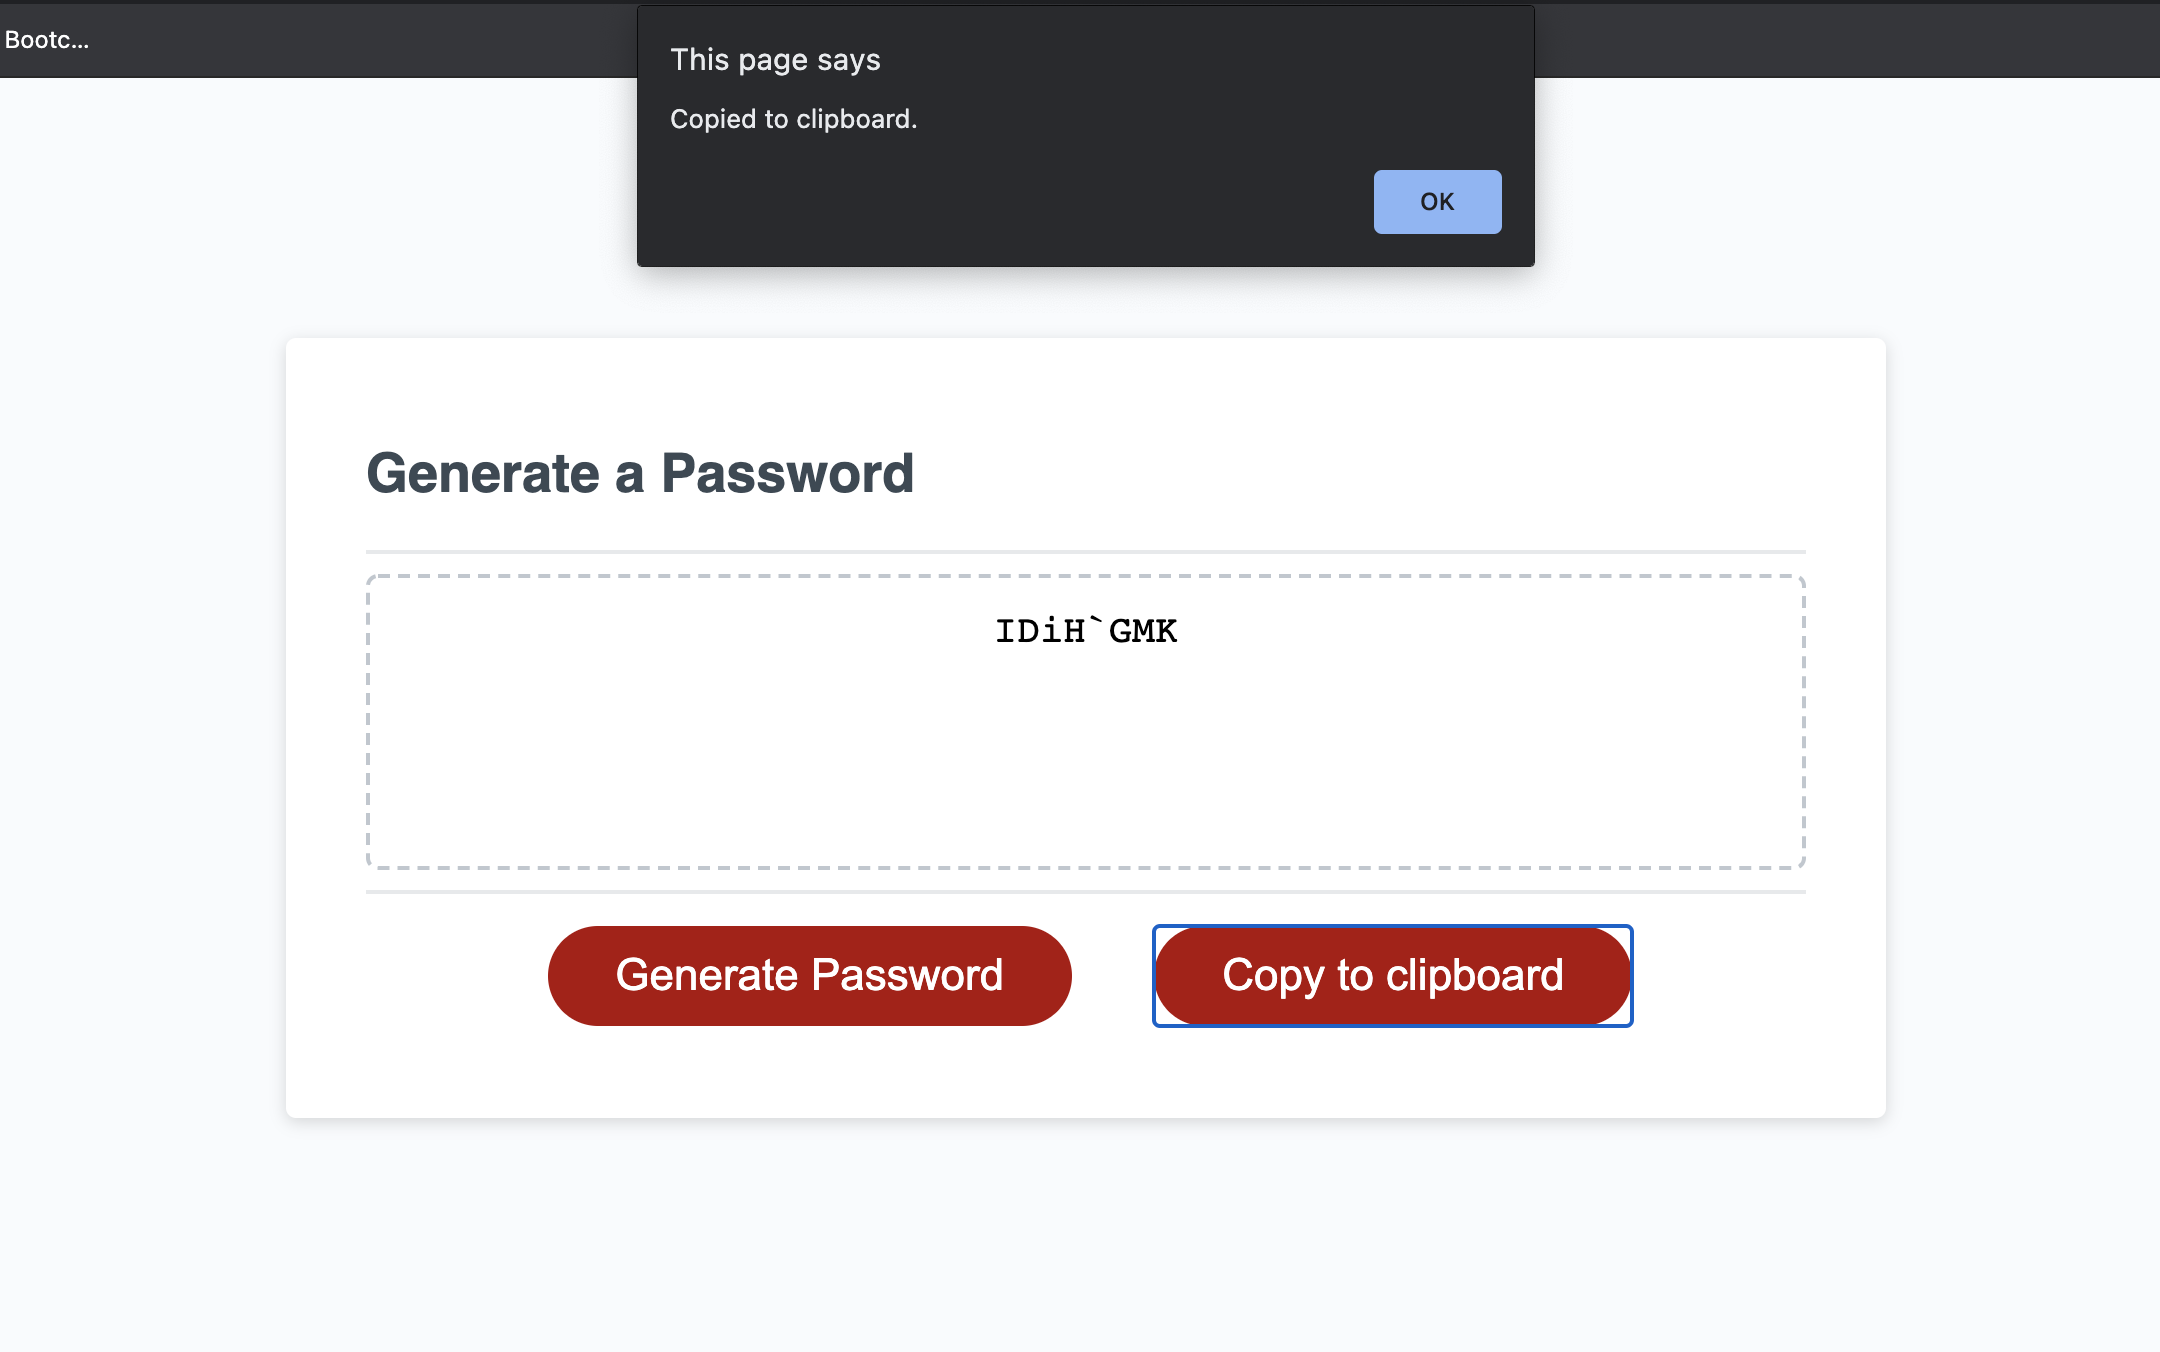 Bootc...
This page says
Copied to clipboard.
OK
Generate a Password
IDiH`GMK
Generate Password
Copy to clipboard